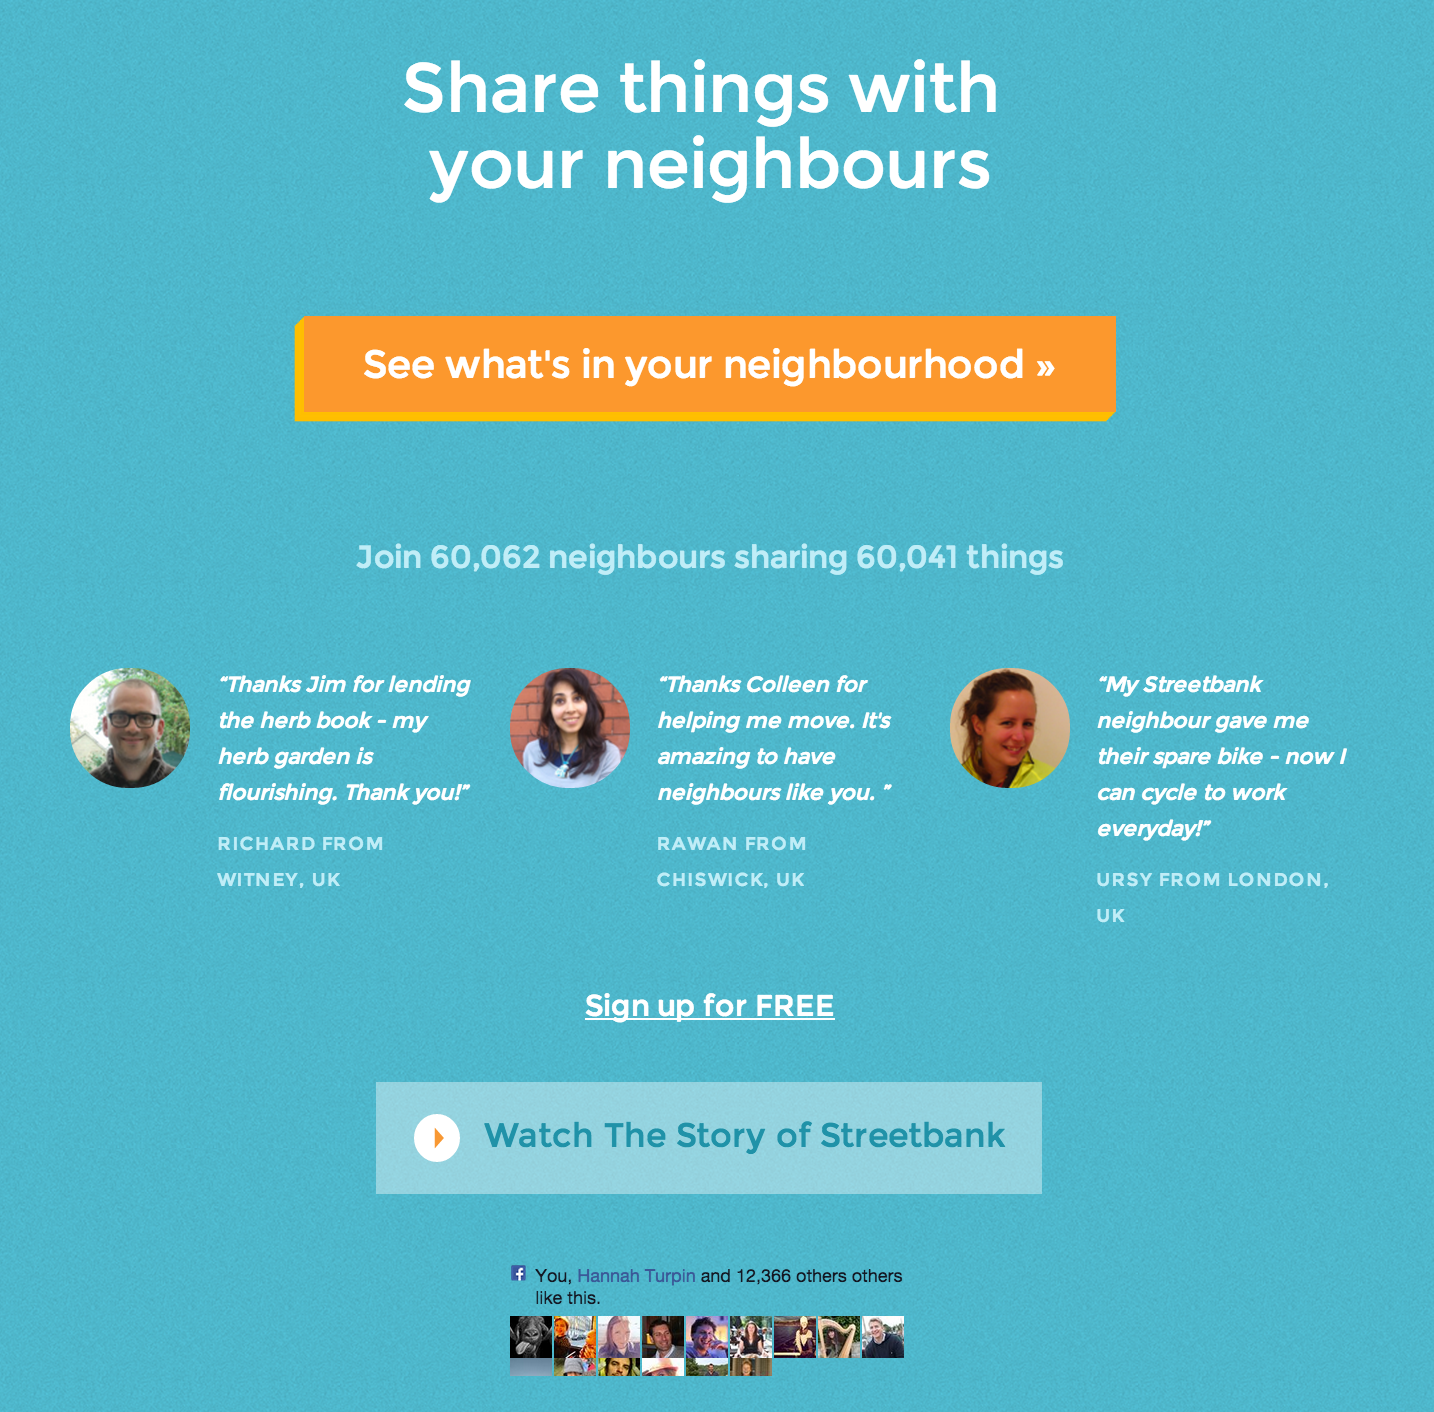 Share things with
your neighbours
See what's in your neighbourhood »
Join 60,062 neighbours sharing 60,041 things
“Thanks Jim for lending
the herb book - my
herb garden is
flourishing. Thank you!”
RICHARD FROM
WITNEY, UK
“Thanks Colleen for
helping me move. It's
amazing to have
neighbours like you. ”
RAWAN FROM
CHISWICK, UK
“My Streetbank
neighbour gave me
their spare bike - now I
can cycle to work
everyday!”
URSY FROM LONDON,
UK
Sign up for FREE
Watch The Story of Streetbank
You, Hannah Turpin and 12,366 others others
like this.